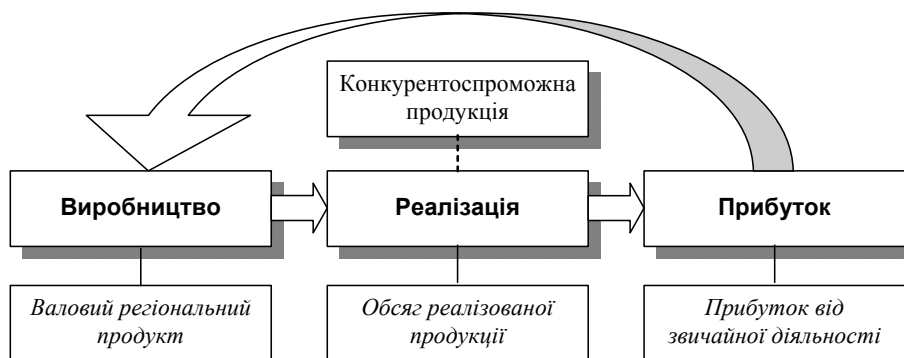 Конкурентоспроможна
продукція
Виробництво
Реалізація
Прибуток
Валовий регіональний
продукт
Обсяг реалізованої
продукції
Прибуток від
звичайної діяльності